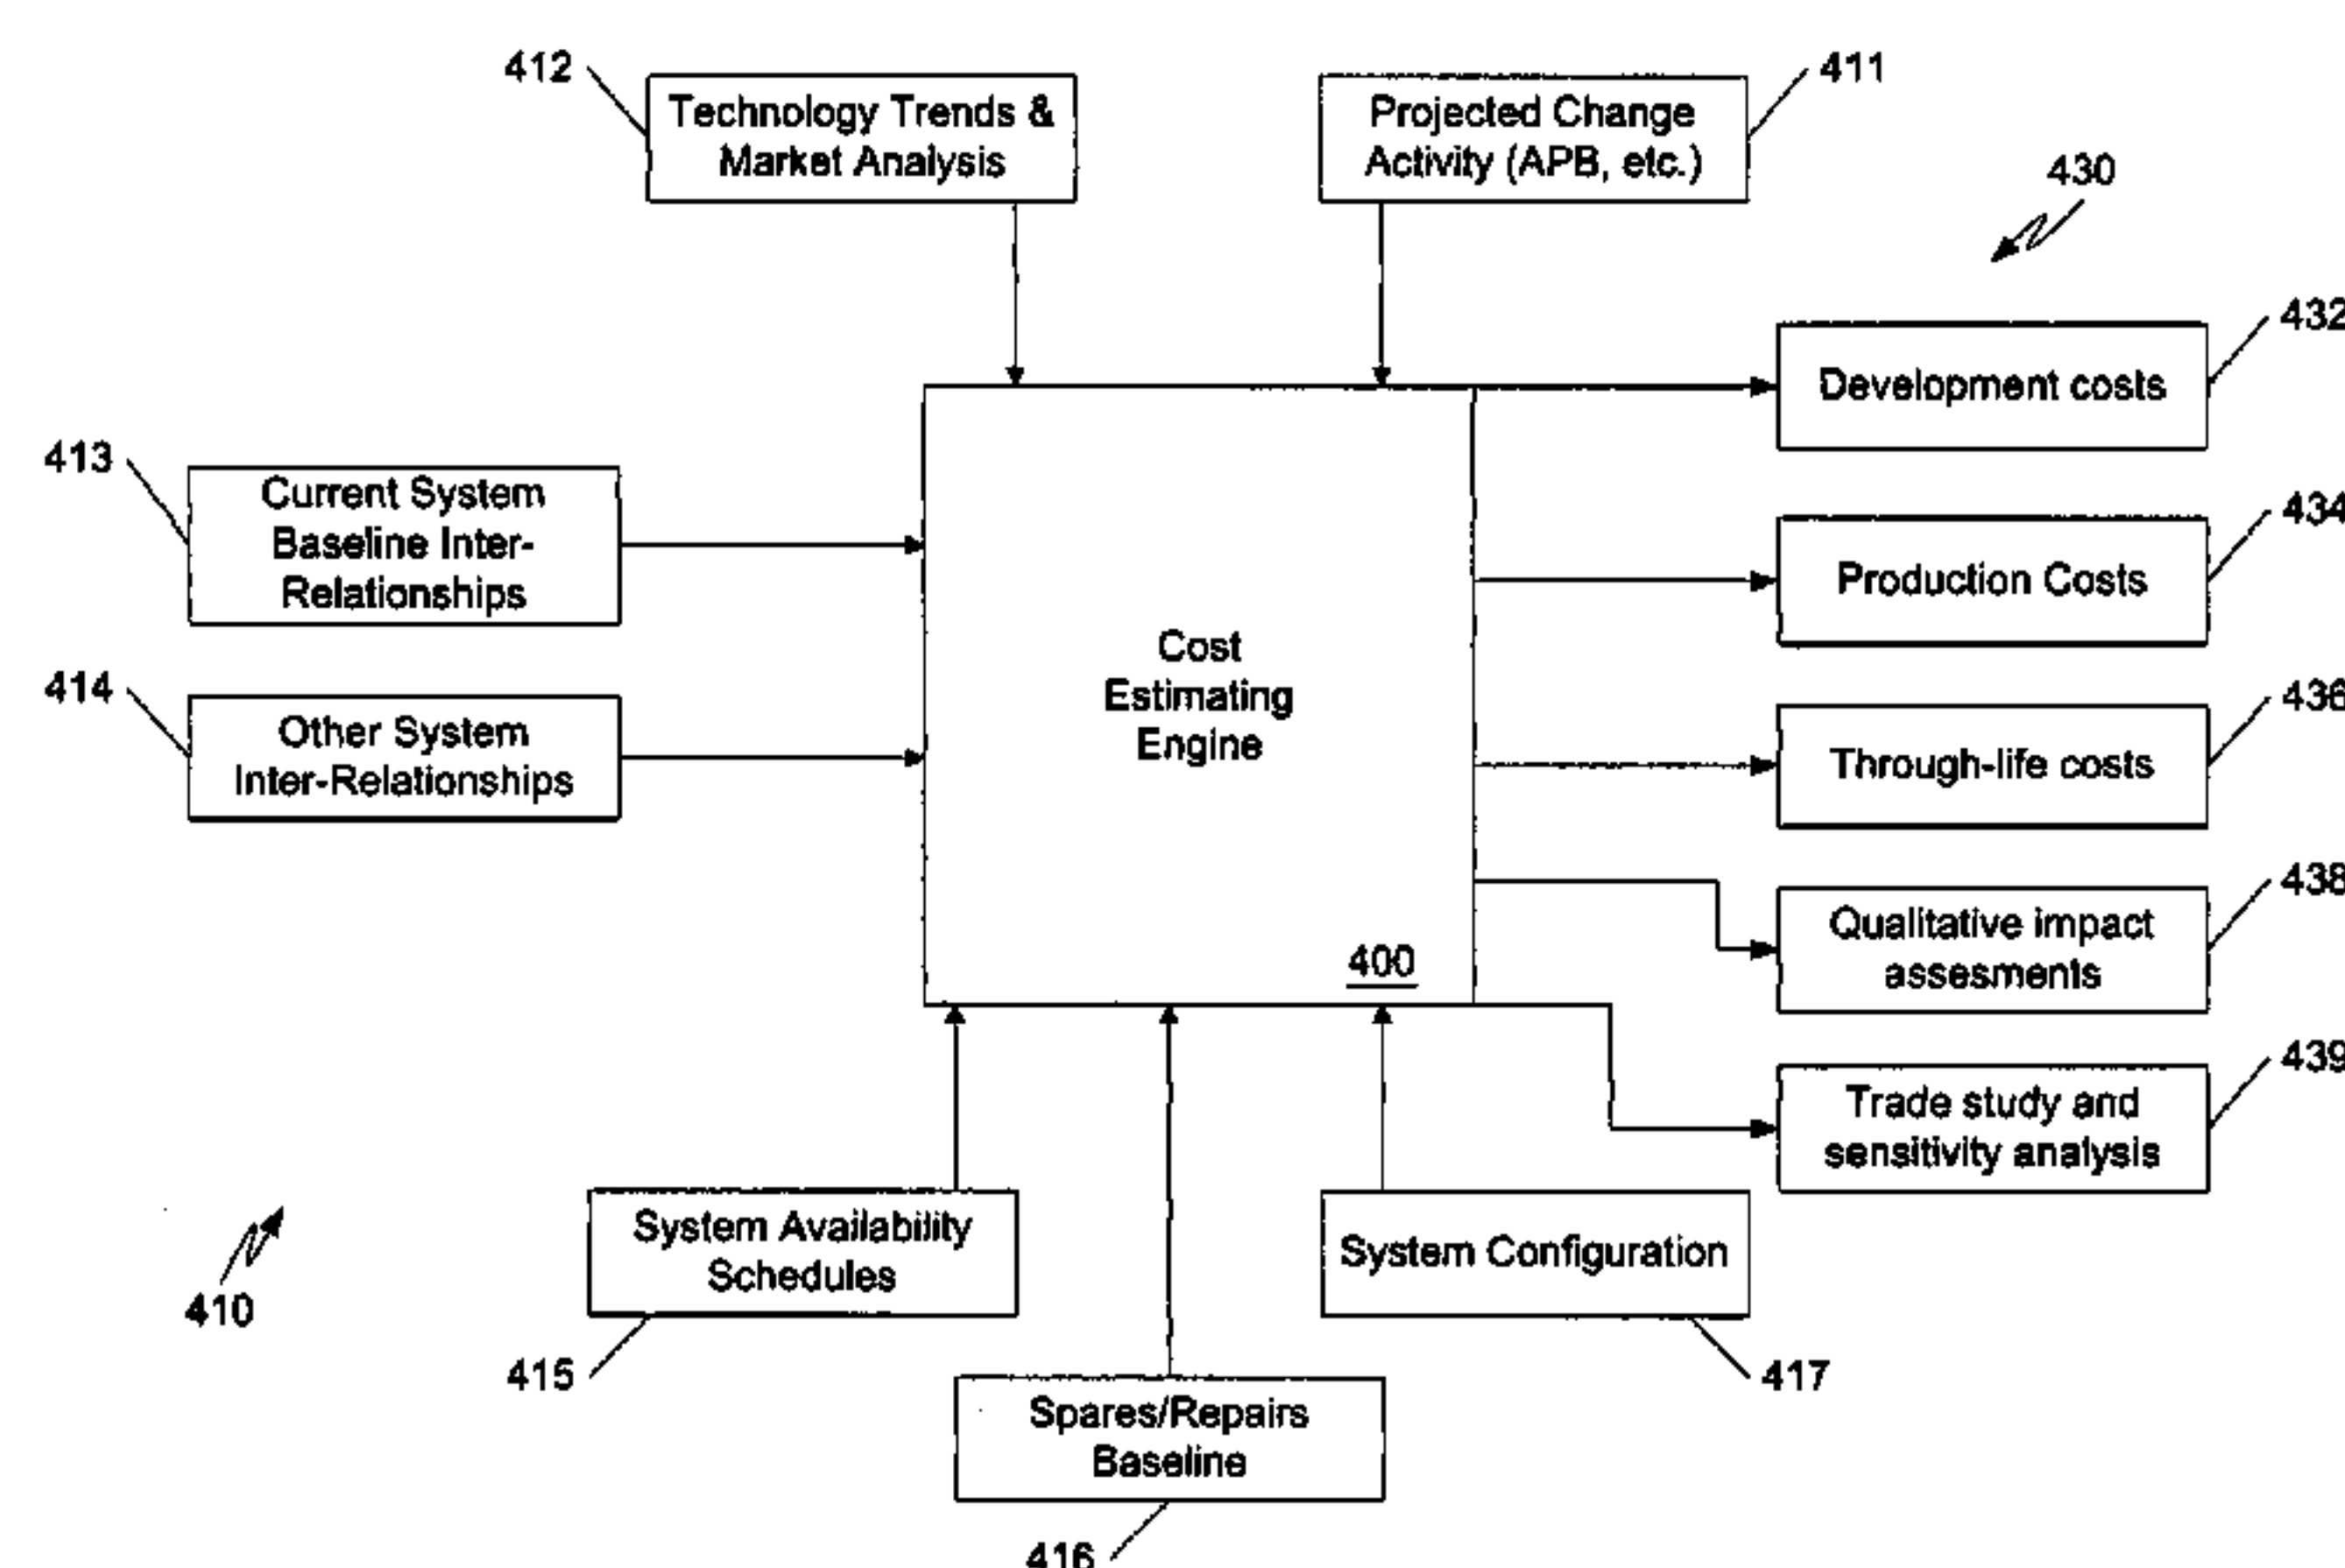 412
Technology Trends &
Market Analysis
Projected Change
Activity (APB, etc.)
411
430
432
Development costs
413
Current System
Baseline Inter-
Relationships
434
Production Costs
Cost
Estimating
Engine
400
414
Other System
Inter-Relationships
436
Through-life costs
438
Qualitative impact
assesments
439
Trade study and
sensitivity analysis
410
System Availability
Schedules
415
System Configuration
417
Spares/Repairs
Baseline
416